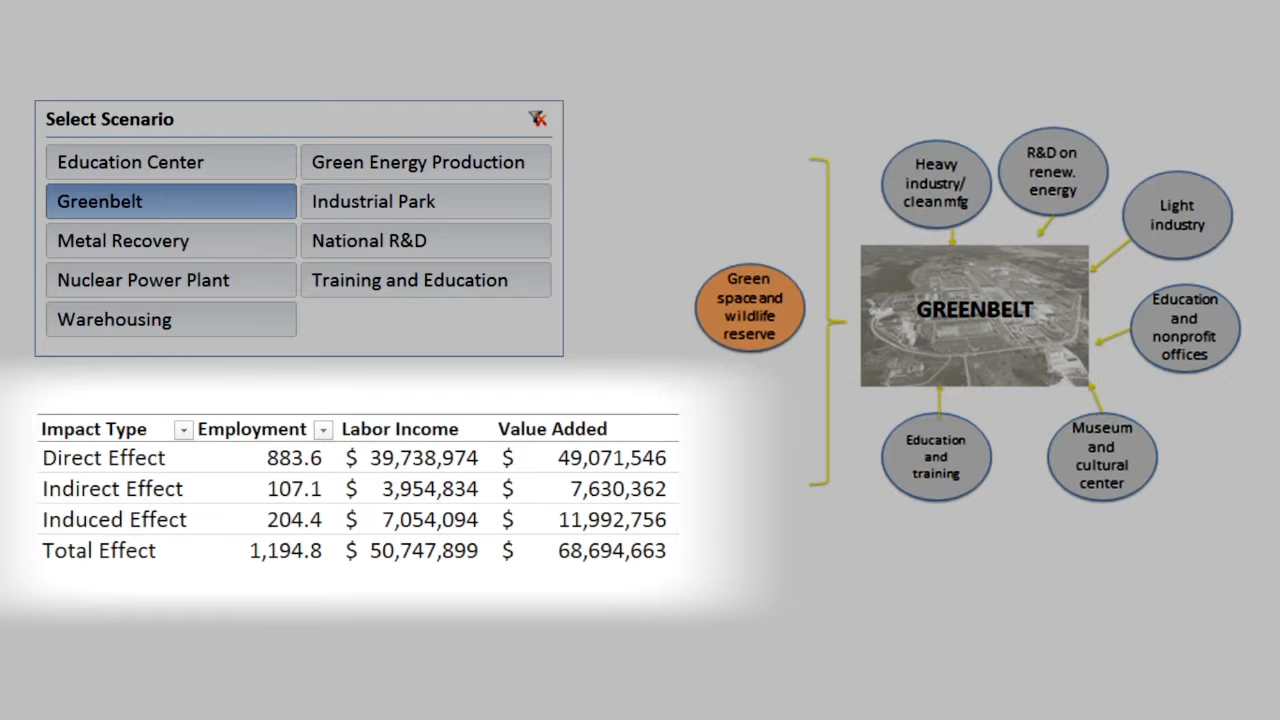 Select Scenario
Education Center
Green Energy Production
Greenbelt
Industrial Park
Metal Recovery
National R&D
Nuclear Power Plant
Training and Education
Warehousing
Impact Type Employment Labor Income Value Added
Direct Effect 883.6 $ 39,738,974 $ 49,071,546
Indirect Effect 107.1 $ 3,954,834 $ 7,630,362
Induced Effect 204.4 $ 7,054,094 $ 11,992,756
Total Effect 1,194.8 $ 50,747,899 $ 68,694,663
Green
space and
wildlife
reserve
Heavy
industry/
clean mfg
R&D on
renew.
energy
Light
industry
GREENBELT
Education
and
nonprofit
offices
Education
and
training
Museum
and
cultural
center